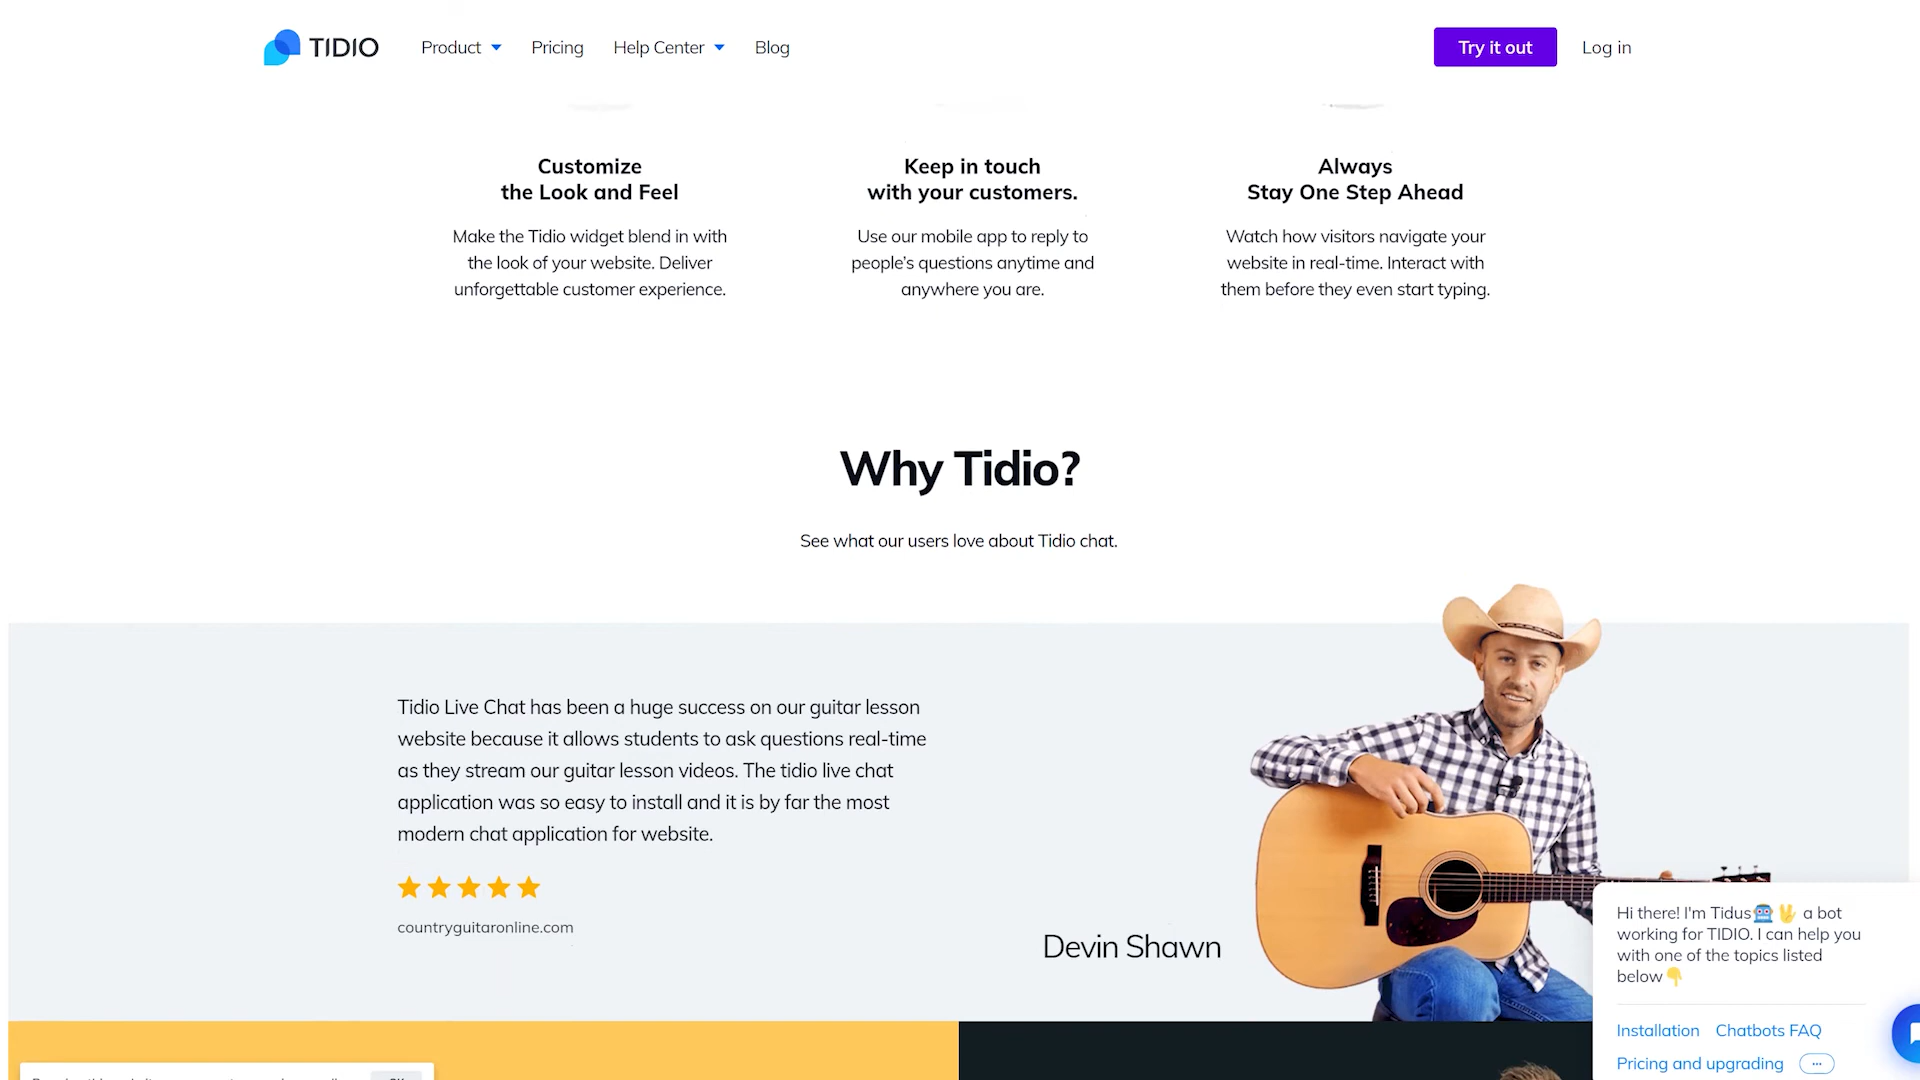 TIDIO
Product
Pricing
Help Center
Blog
Try it out
Log in
Customize
the Look and Feel
Make the Tidio widget blend in with
the look of your website. Deliver
unforgettable customer experience.
Keep in touch
with your customers.
Use our mobile app to reply to
people’s questions anytime and
anywhere you are.
Always
Stay One Step Ahead
Watch how visitors navigate your
website in real-time. Interact with
them before they even start typing.
Why Tidio?
See what our users love about Tidio chat.
Tidio Live Chat has been a huge success on our guitar lesson
website because it allows students to ask questions real-time
as they stream our guitar lesson videos. The tidio live chat
application was so easy to install and it is by far the most
modern chat application for website.
countryguitaronline.com
Devin Shawn
Hi there! I'm Tidus🤖🖖 a bot
working for TIDIO. I can help you
with one of the topics listed
below👇
Installation
Chatbots FAQ
Pricing and upgrading
...